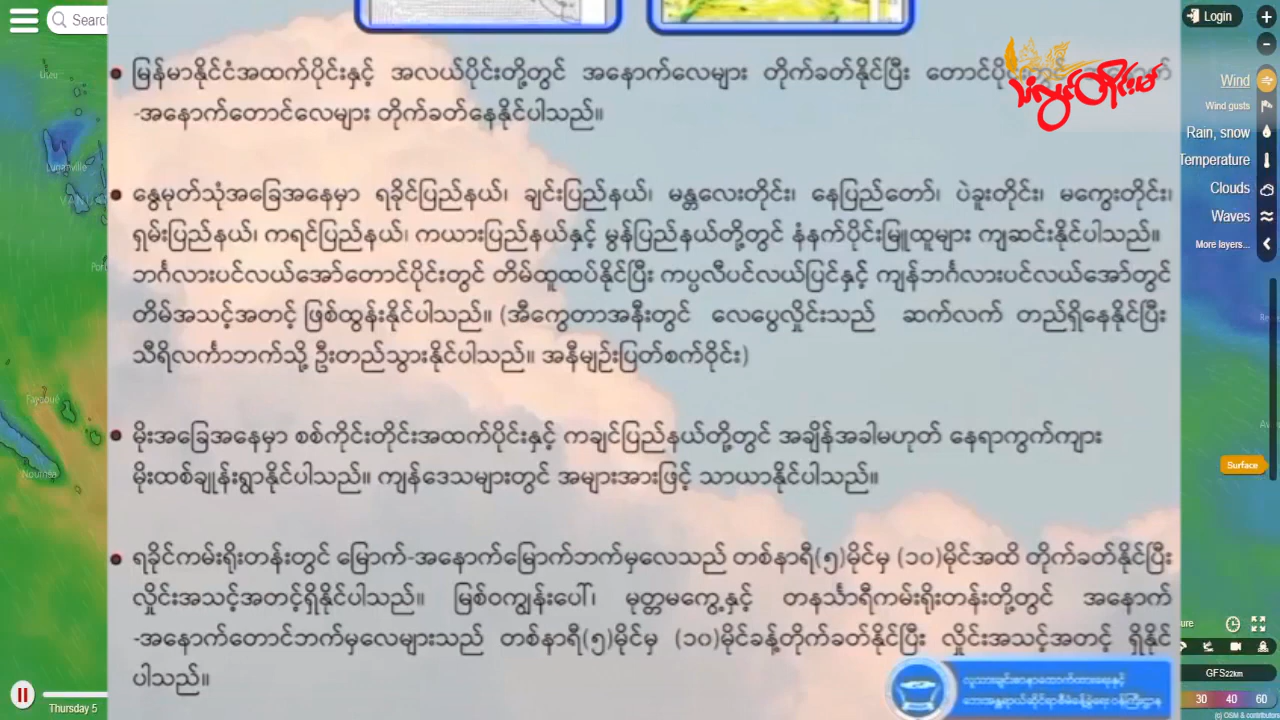 Search
Login
မြန်မာနိုင်ငံအထက်ပိုင်းနှင့် အလယ်ပိုင်းတို့တွင် အနောက်လေများ တိုက်ခတ်နိုင်ပြီး
-အနောက်တောင်လေများ တိုက်ခတ်နေနိုင်ပါသည်။
နွေမုတ်သုံအခြေအနေမှာ ရခိုင်ပြည်နယ်၊ ချင်းပြည်နယ်၊ မန္တလေးတိုင်း၊ နေပြည်တော်၊ ပဲခူးတိုင်း၊ မကွေးတိုင်း၊
ရှမ်းပြည်နယ်၊ ကရင်ပြည်နယ်၊ ကယားပြည်နယ်နှင့် မွန်ပြည်နယ်တို့တွင် နံနက်ပိုင်းမြူထူများ ကျဆင်းနိုင်ပါသည်။
ဘင်္ဂလားပင်လယ်အော်တောင်ပိုင်းတွင် တိမ်ထူထပ်နိုင်ပြီး ကပ္ပလီပင်လယ်ပြင်နှင့် ကျန်ဘင်္ဂလားပင်လယ်အော်တွင်
တိမ်အသင့်အတင့် ဖြစ်ထွန်းနိုင်ပါသည်။ (အီကွေတာအနီးတွင် လေပွေလှိုင်းသည် ဆက်လက် တည်ရှိနေနိုင်ပြီး
သီရိလင်္ကာဘက်သို့ ဦးတည်သွားနိုင်ပါသည်။ အနီမျဉ်းပြတ်စက်ဝိုင်း)
မိုးအခြေအနေမှာ စစ်ကိုင်းတိုင်းအထက်ပိုင်းနှင့် ကချင်ပြည်နယ်တို့တွင် အချိန်အခါမဟုတ် နေရာကွက်ကျား
မိုးထစ်ချုန်းရွာနိုင်ပါသည်။ ကျန်ဒေသများတွင် အများအားဖြင့် သာယာနိုင်ပါသည်။
ရခိုင်ကမ်းရိုးတန်းတွင် မြောက်-အနောက်မြောက်ဘက်မှလေသည် တစ်နာရီ(၅)မိုင်မှ (၁၀)မိုင်အထိ တိုက်ခတ်နိုင်ပြီး
လှိုင်းအသင့်အတင့်ရှိနိုင်ပါသည်။ မြစ်ဝကျွန်းပေါ်၊ မုတ္တမကွေ့နှင့် တနင်္သာရီကမ်းရိုးတန်းတို့တွင် အနောက်
-အနောက်တောင်ဘက်မှလေများသည် တစ်နာရီ(၅)မိုင်မှ (၁၀)မိုင်ခန့်တိုက်ခတ်နိုင်ပြီး လှိုင်းအသင့်အတင့် ရှိနိုင်
ပါသည်။
Wind
Wind gusts
Rain, snow
Temperature
Clouds
Waves
More layers...
Surface
GFS 22km
30 40 60
(c) OSM & contributors
Luganville
Nouméa
Thursday 5